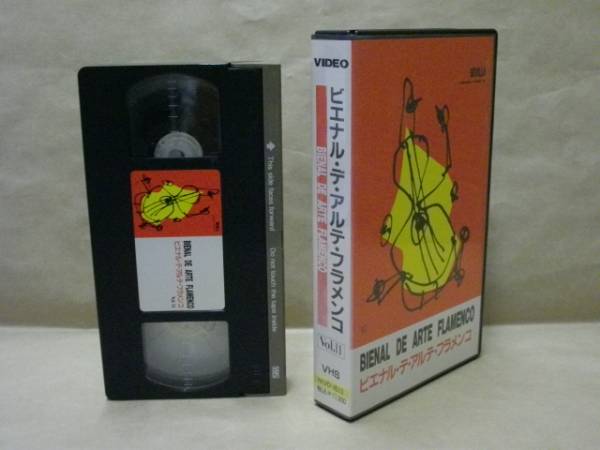 This side faces forward
Do not touch the tape inside
BIENAL DE ARTE FLAMENCO
ビエナル・デ・アルテ・フラメンコ
VIDEO
ビエナル・デ・アルテ・フラメンコ
BIENAL DE ARTE FLAMENCO
Vol.11
VHS
SEVILLA
BIENAL DE ARTE FLAMENCO
ビエナル・デ・アルテ・フラメンコ